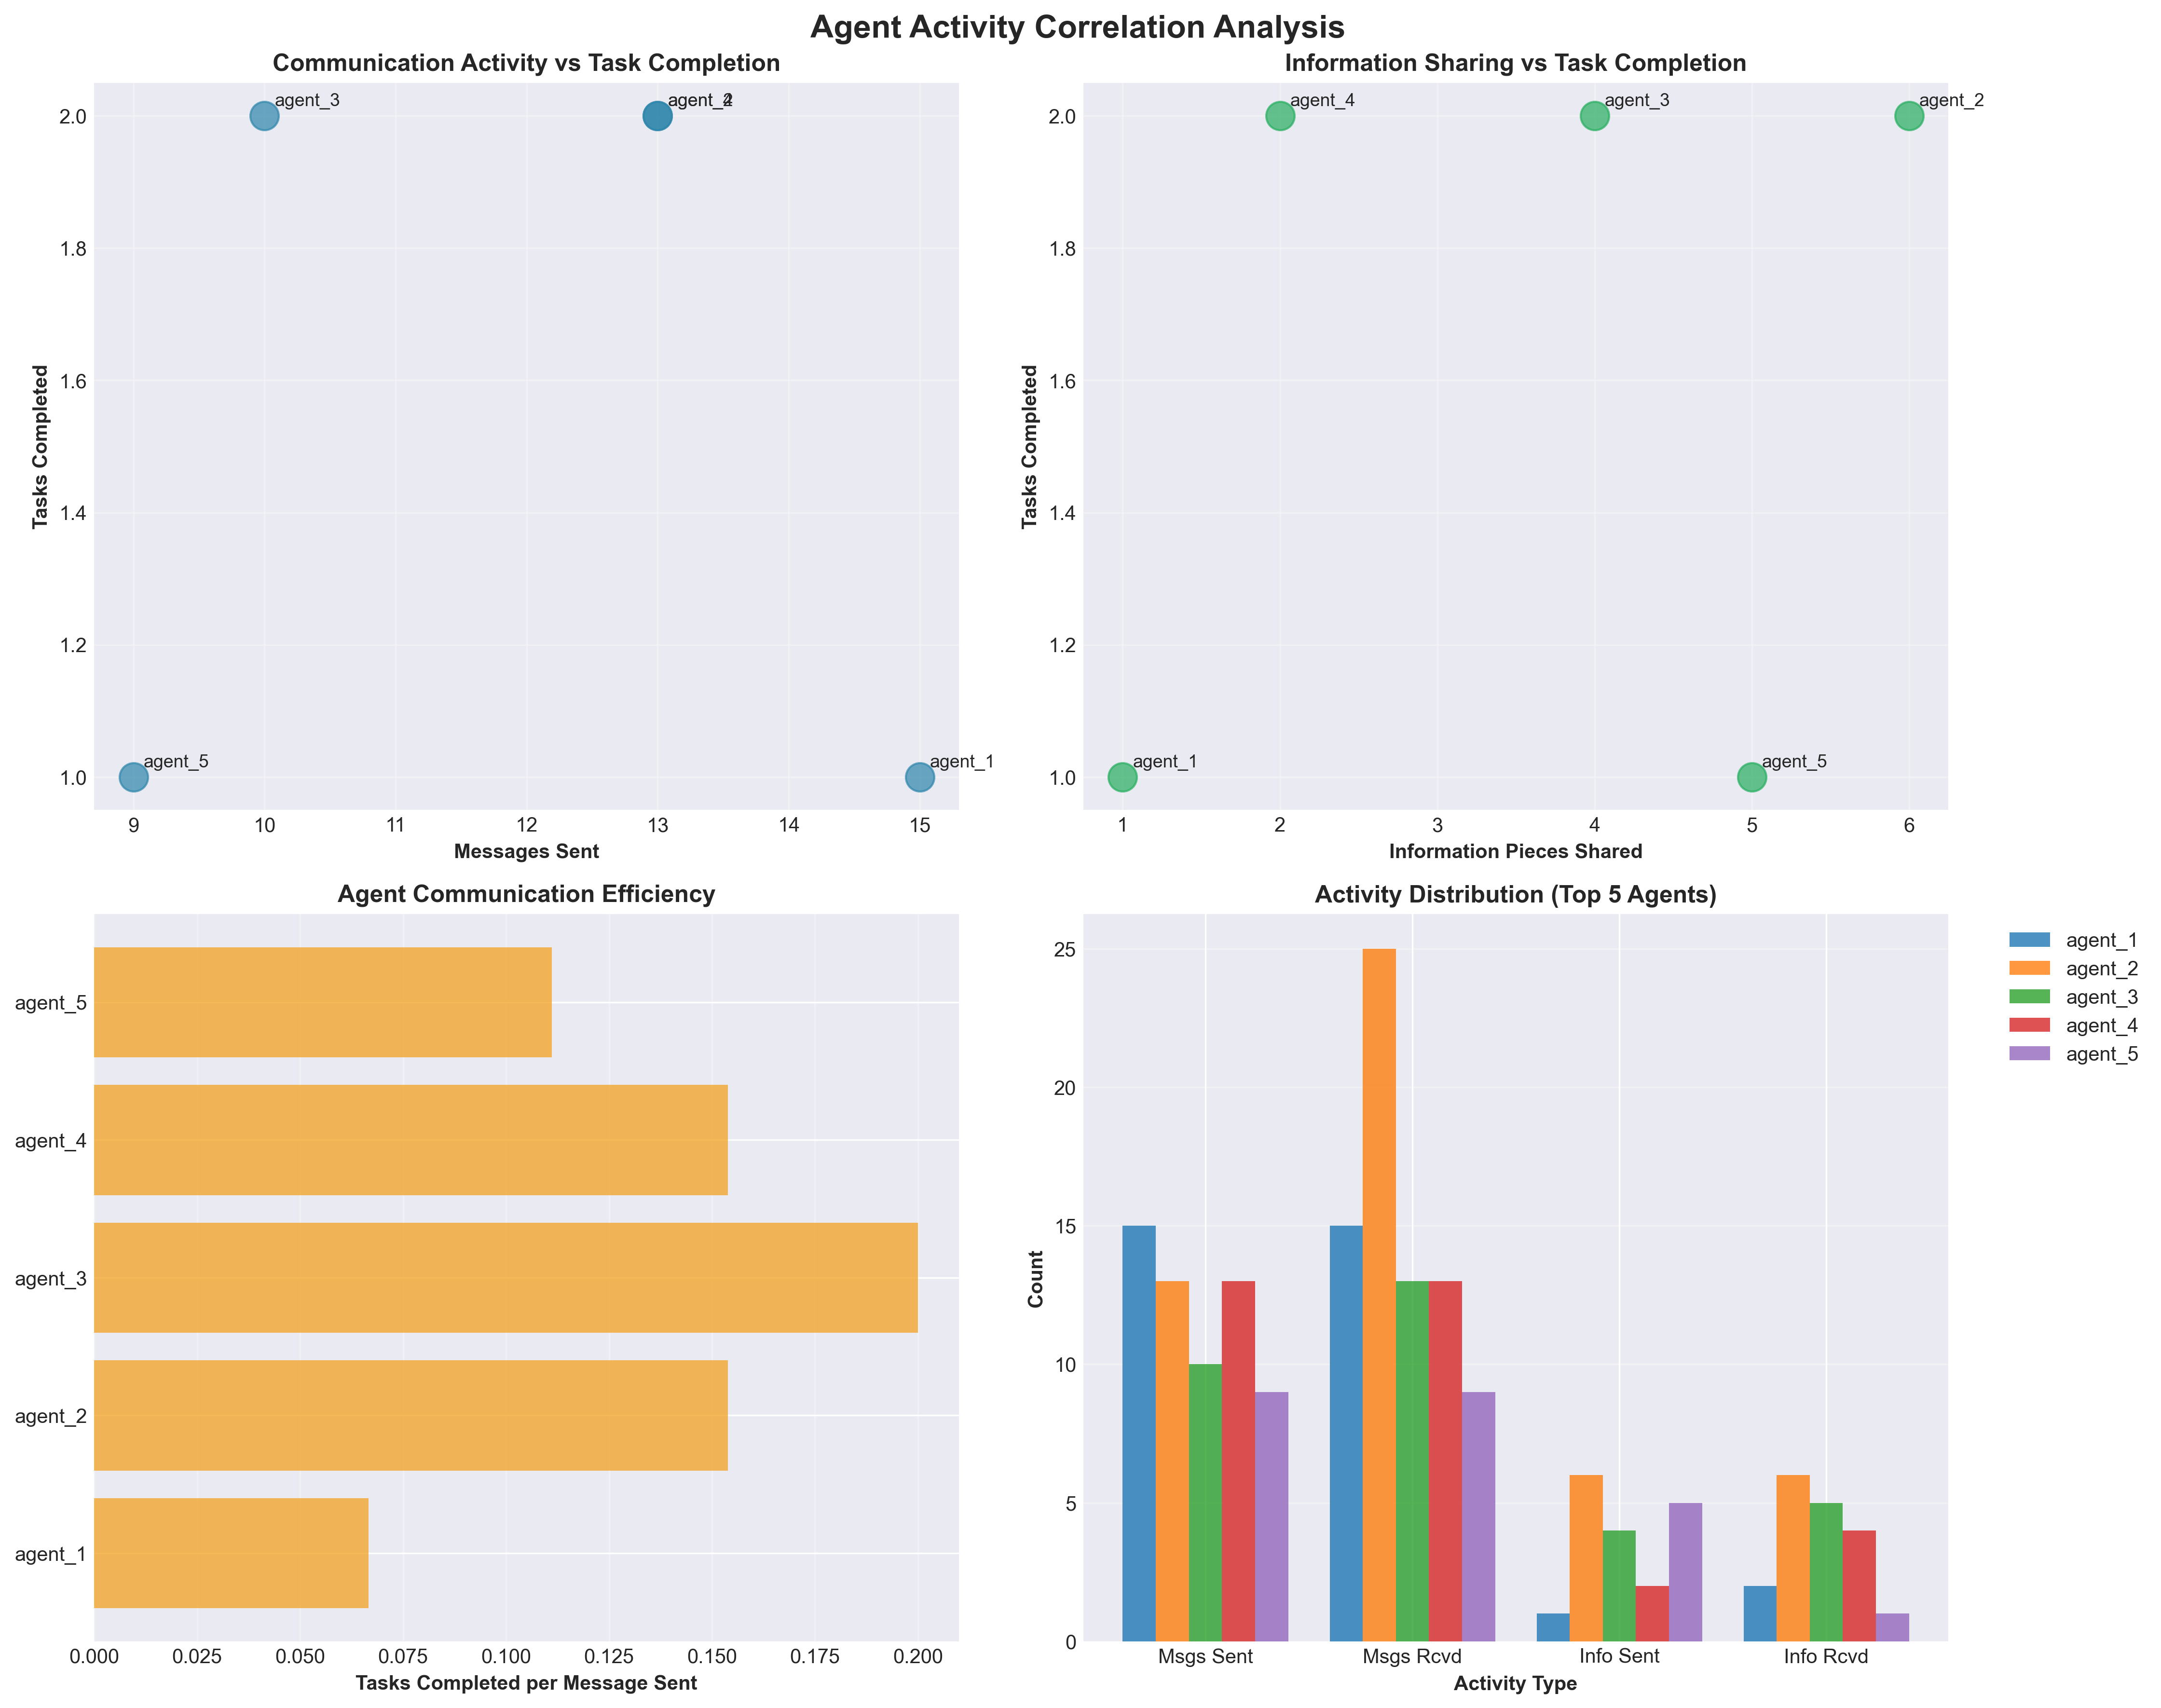 Agent Activity Correlation Analysis
Communication Activity vs Task Completion
2.0
1.8
1.6
1.4
1.2
1.0
Tasks Completed
agent_3
agent_5
agent_1
9 10 11 12 13 14 15
Messages Sent
Information Sharing vs Task Completion
2.0
1.8
1.6
1.4
1.2
1.0
Tasks Completed
agent_4
agent_3
agent_2
agent_1
agent_5
1 2 3 4 5 6
Information Pieces Shared
Agent Communication Efficiency
agent_5
agent_4
agent_3
agent_2
agent_1
0.000 0.025 0.050 0.075 0.100 0.125 0.150 0.175 0.200
Tasks Completed per Message Sent
Activity Distribution (Top 5 Agents)
25
20
15
10
5
0
Count
Msgs Sent Msgs Rcvd Info Sent Info Rcvd
Activity Type
agent_1
agent_2
agent_3
agent_4
agent_5